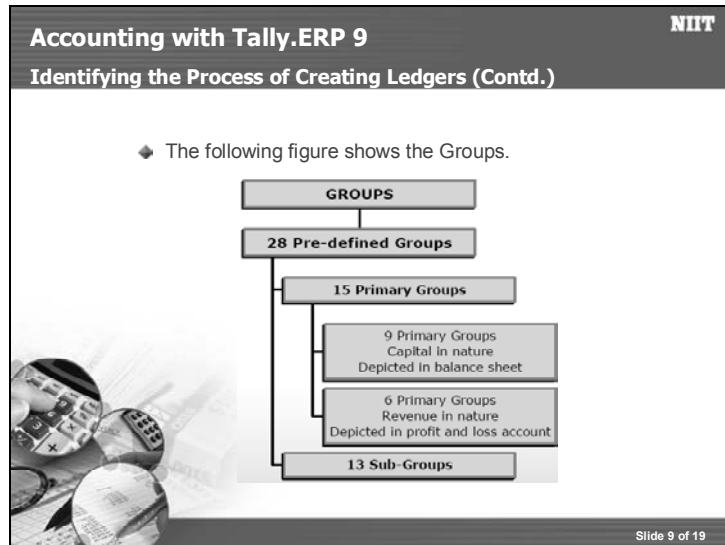 NIIT
Accounting with Tally.ERP 9
Identifying the Process of Creating Ledgers (Contd.)
The following figure shows the Groups.
GROUPS
28 Pre-defined Groups
15 Primary Groups
9 Primary Groups
Capital in nature
Depicted in balance sheet
6 Primary Groups
Revenue in nature
Depicted in profit and loss account
13 Sub-Groups
Slide 9 of 19